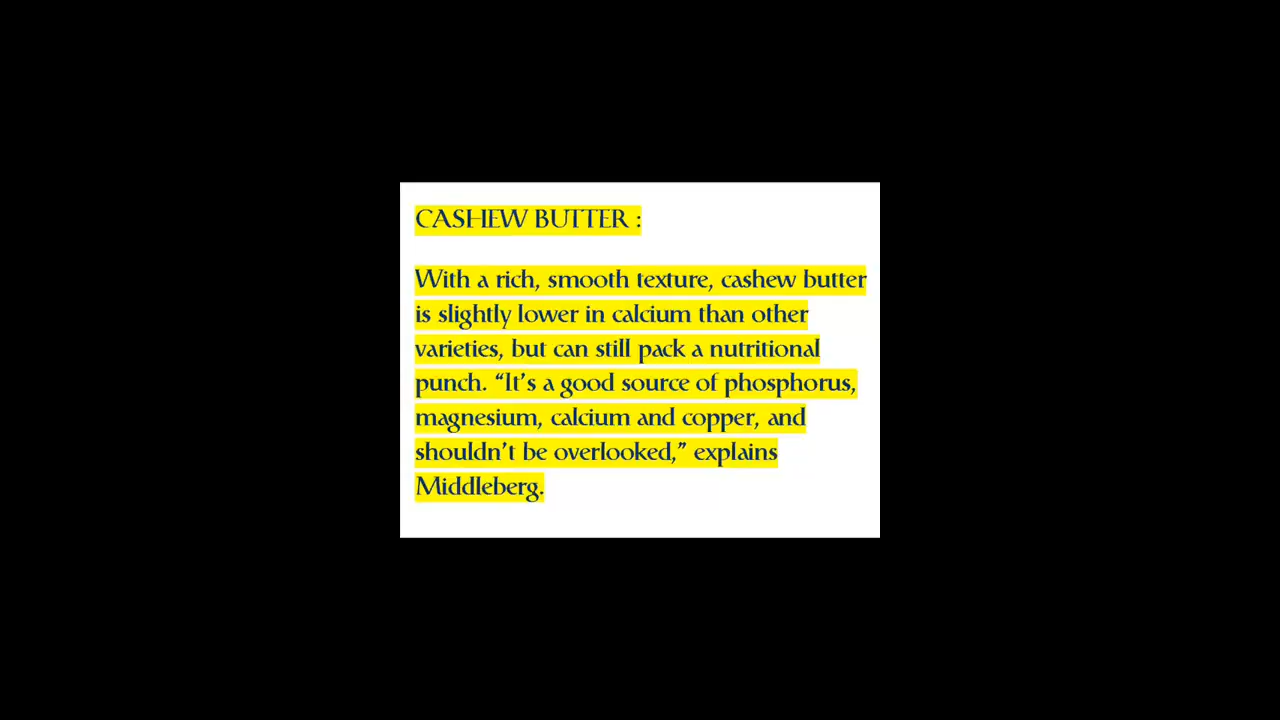 CASHEW BUTTER :
With a rich, smooth texture, cashew butter
is slightly lower in calcium than other
varieties, but can still pack a nutritional
punch. “It’s a good source of phosphorus,
magnesium, calcium and copper, and
shouldn’t be overlooked,” explains
Middleberg.